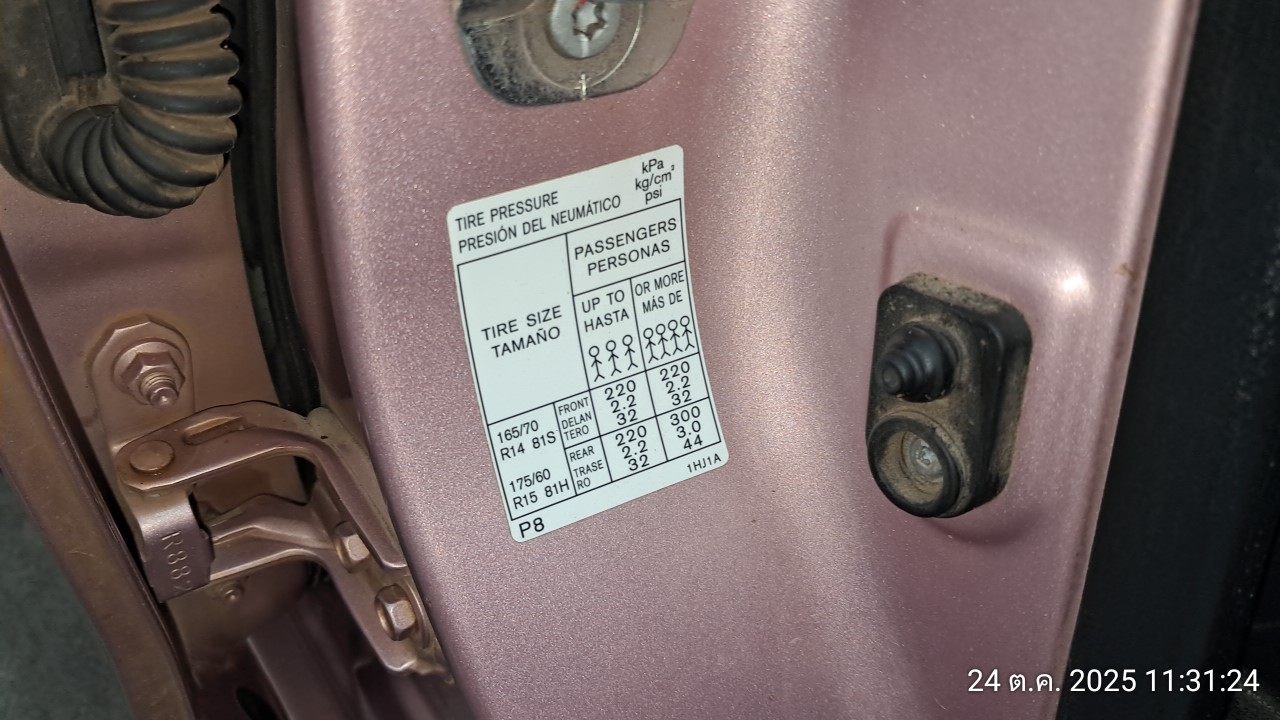 TIRE PRESSURE
PRESIÓN DEL NEUMÁTICO
kPa
kg/cm²
psi
TIRE SIZE
TAMAÑO
PASSENGERS
PERSONAS
UP TO
HASTA
OR MORE
MÁS DE
165/70
R14 81S
175/60
R15 81H
FRONT
DELAN
TERO
220
2.2
32
220
2.2
32
REAR
TRASE
RO
220
2.2
32
300
3.0
44
P8
1HJ1A
24 ต.ค. 2025 11:31:24